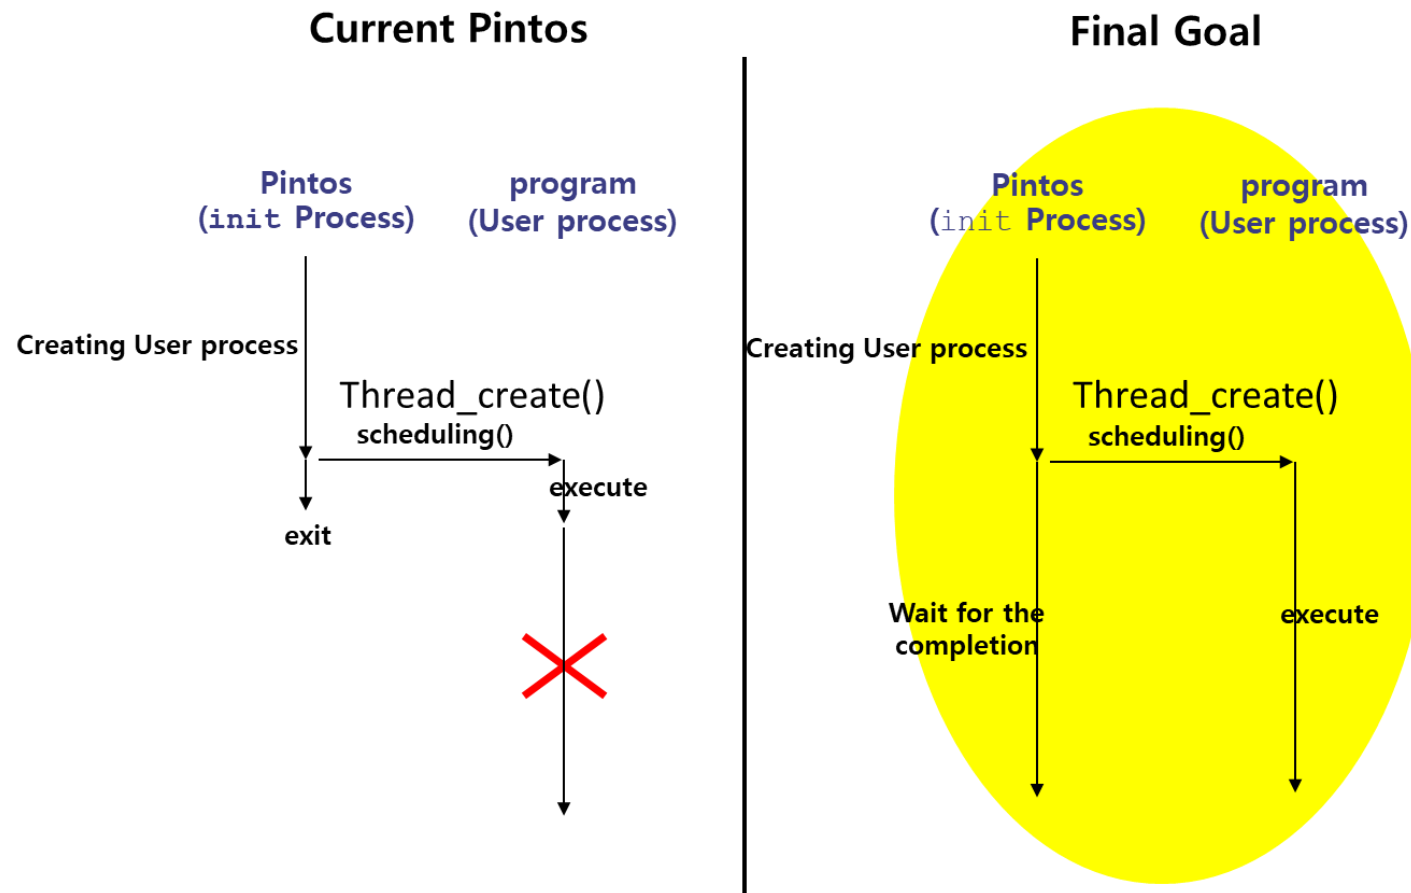 Current Pintos
Pintos
(init Process)
program
(User process)
Creating User process
Thread_create()
scheduling()
execute
exit
Final Goal
Pintos
(init Process)
program
(User process)
Creating User process
Thread_create()
scheduling()
Wait for the
completion
execute